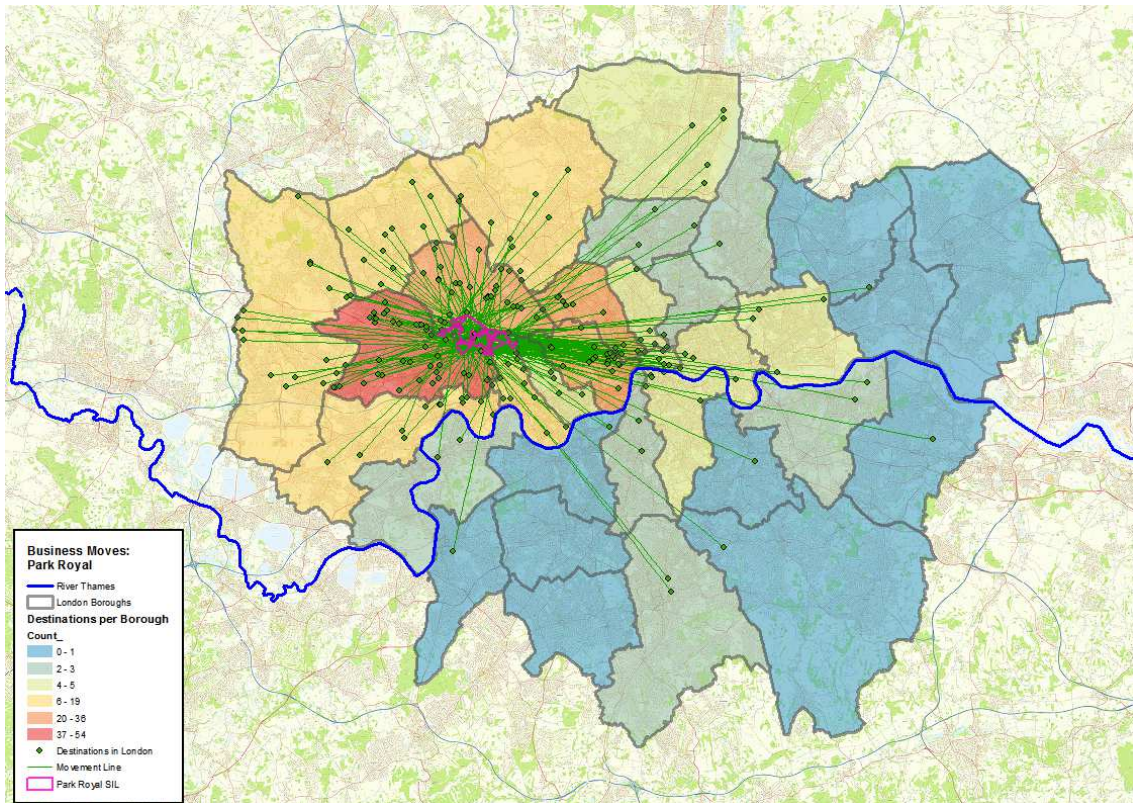 Business Moves:
Park Royal
River Thames
London Boroughs
Destinations per Borough
Count_
0 - 1
2 - 3
4 - 5
6 - 19
20 - 36
37 - 54
Destinations in London
Movement Line
Park Royal SIL